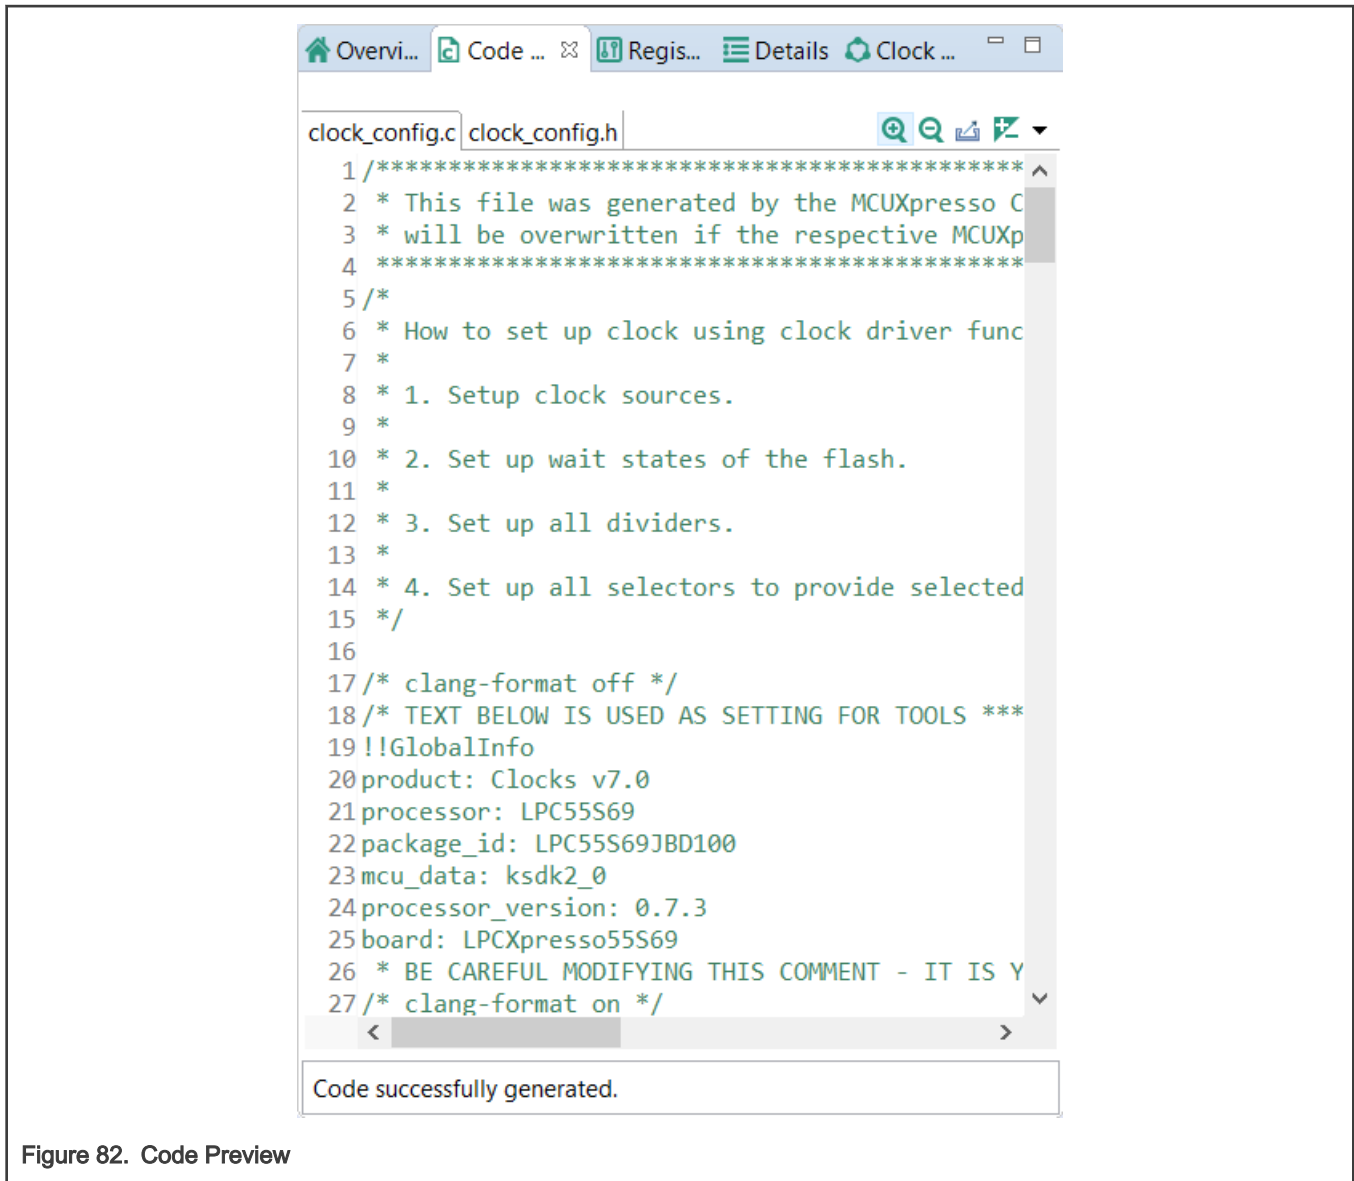 Overvi... Code ... Regis... Details Clock ...
clock_config.c clock_config.h
1 /*********************************************
2 * This file was generated by the MCUXpresso C
3 * will be overwritten if the respective MCUXp
4 *********************************************
5 /*
6 * How to set up clock using clock driver func
7 *
8 * 1. Setup clock sources.
9 *
10 * 2. Set up wait states of the flash.
11 *
12 * 3. Set up all dividers.
13 *
14 * 4. Set up all selectors to provide selected
15 */
16
17 /* clang-format off */
18 /* TEXT BELOW IS USED AS SETTING FOR TOOLS ***
19 !!GlobalInfo
20 product: Clocks v7.0
21 processor: LPC55S69
22 package_id: LPC55S69JBD100
23 mcu_data: ksdk2_0
24 processor_version: 0.7.3
25 board: LPCXpresso55S69
26 * BE CAREFUL MODIFYING THIS COMMENT - IT IS Y
27 /* clang-format on */
Code successfully generated.
Figure 82. Code Preview